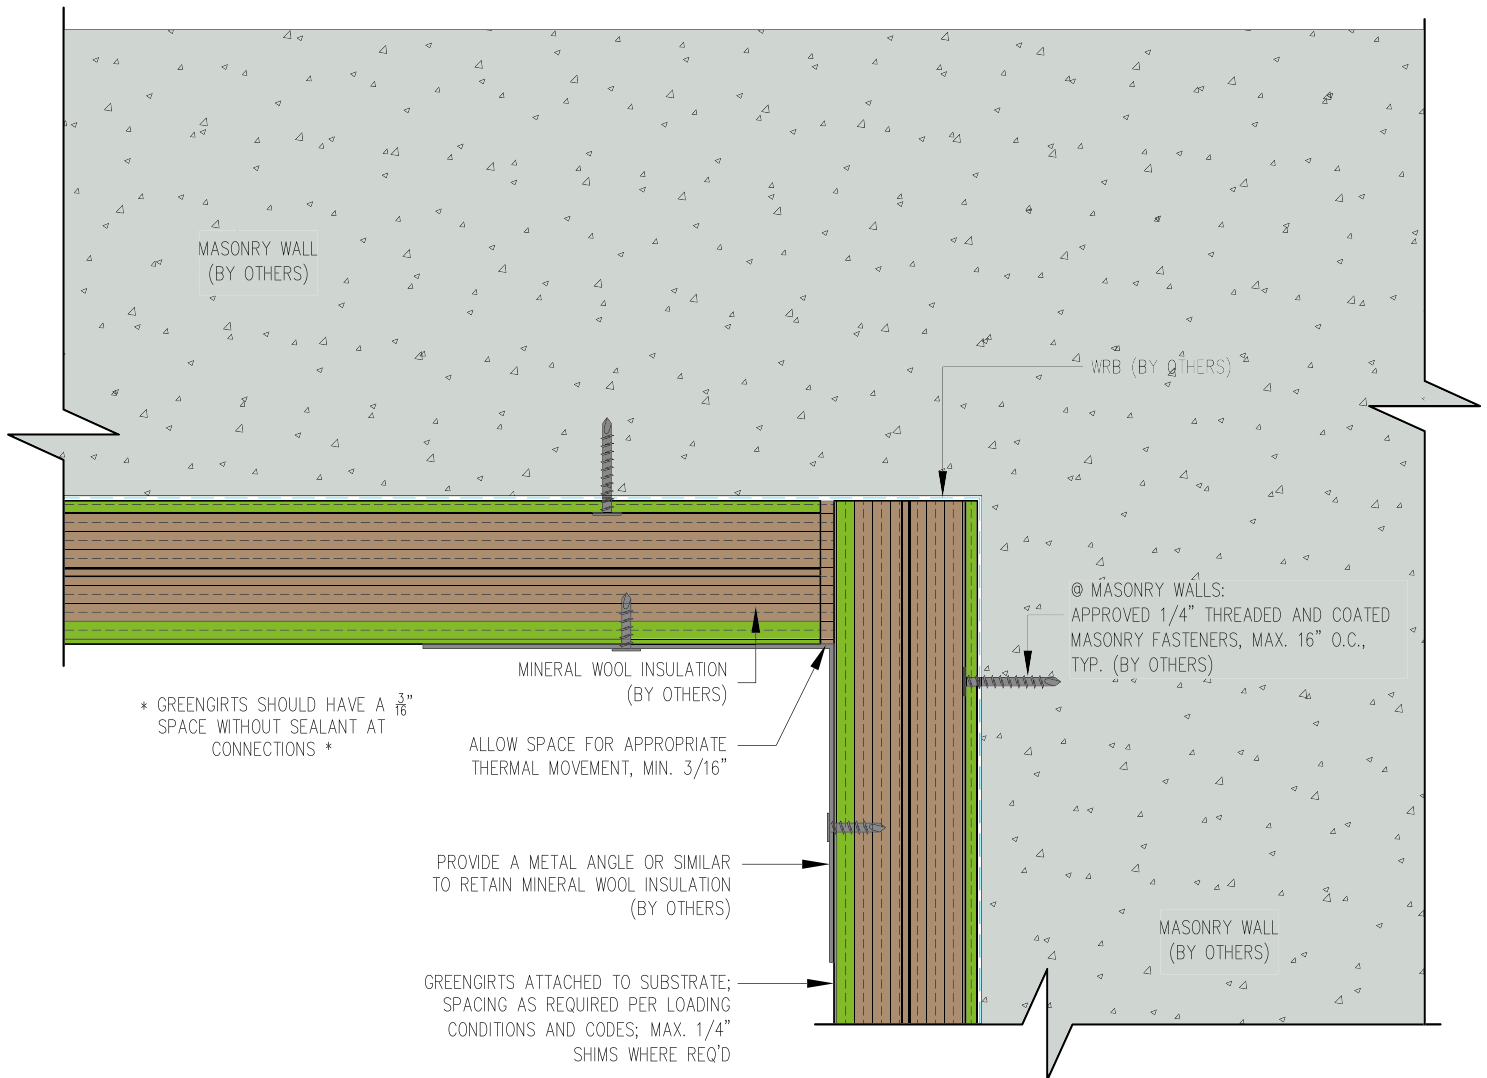 MASONRY WALL
(BY OTHERS)
WRB (BY OTHERS)
@ MASONRY WALLS:
APPROVED 1/4" THREADED AND COATED
MASONRY FASTENERS, MAX. 16" O.C.,
TYP. (BY OTHERS)
MINERAL WOOL INSULATION
(BY OTHERS)
* GREENGIRTS SHOULD HAVE A 3/16"
SPACE WITHOUT SEALANT AT
CONNECTIONS *
ALLOW SPACE FOR APPROPRIATE
THERMAL MOVEMENT, MIN. 3/16"
PROVIDE A METAL ANGLE OR SIMILAR
TO RETAIN MINERAL WOOL INSULATION
(BY OTHERS)
MASONRY WALL
(BY OTHERS)
GREENGIRTS ATTACHED TO SUBSTRATE;
SPACING AS REQUIRED PER LOADING
CONDITIONS AND CODES; MAX. 1/4"
SHIMS WHERE REQ'D